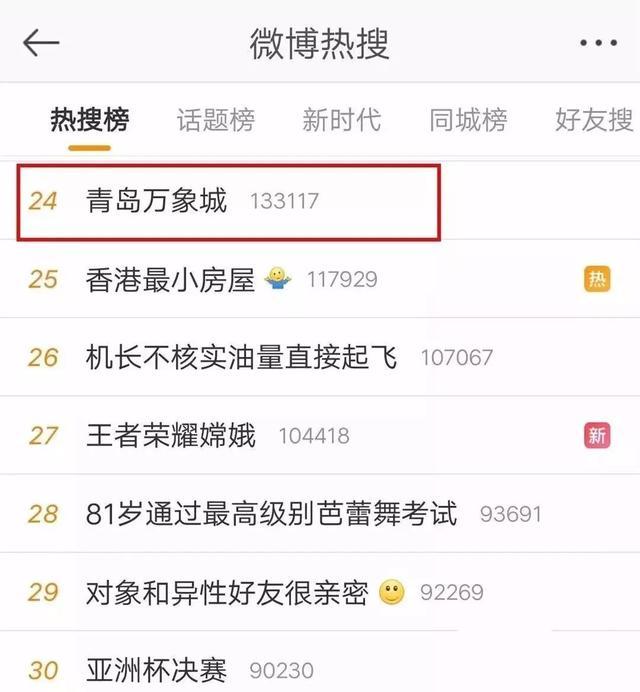 微博热搜
热搜榜 话题榜 新时代 同城榜 好友搜
24 青岛万象城 133117
25 香港最小房屋 117929 热
26 机长不核实油量直接起飞 107067
27 王者荣耀嫦娥 104418 新
28 81岁通过最高级别芭蕾舞考试 93691
29 对象和异性好友很亲密 92269
30 亚洲杯决赛 90230